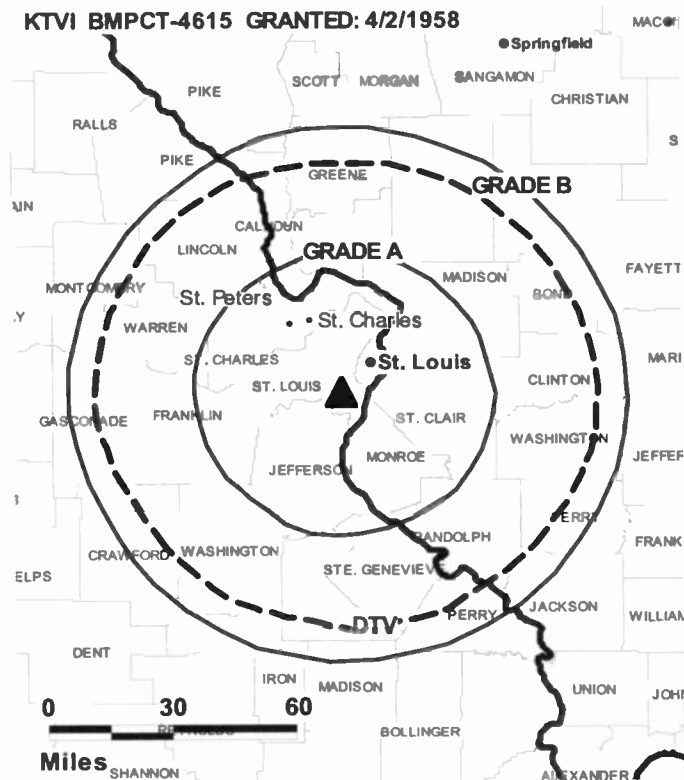 KTVI BMPCT-4615 GRANTED: 4/2/1958
Springfield
PIKE
SCOTT
MORGAN
SANGAMON
CHRISTIAN
RALLS
PIKE
GREENE
GRADE B
CALHOUN
LINCOLN
GRADE A
MADISON
FAYETT
MONTGOMERY
St. Peters
BOND
WARREN
St. Charles
ST. CHARLES
St. Louis
MARI
ST. LOUIS
CLINTON
GASCONADE
FRANKLIN
ST. CLAIR
WASHINGTON
MONROE
JEFFER
JEFFERSON
PERRY
RANDOLPH
FRANK
CRAWFORD
WASHINGTON
STE. GENEVIEVE
ELPS
DTV
PERRY
JACKSON
WILLIAM
DENT
IRON
MADISON
UNION
JOHN
0 30 60
BOLLINGER
Miles
SHANNON
ALEXANDER